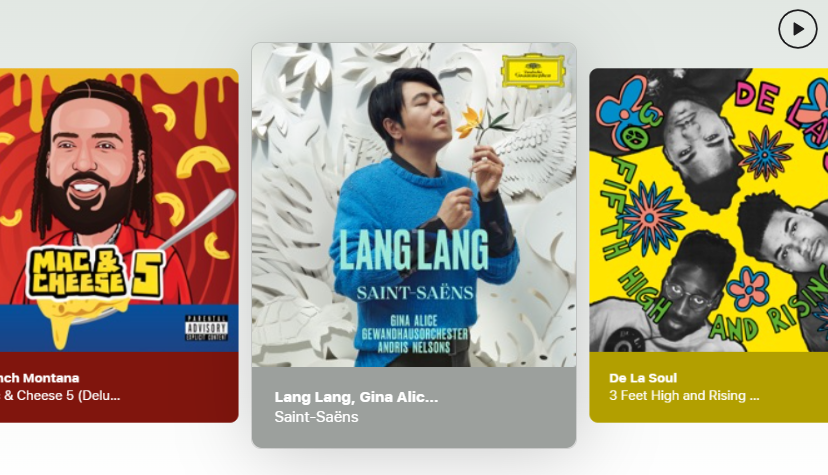 MAC &
CHEESE 5
PARENTAL
ADVISORY
EXPLICIT CONTENT
nch Montana
& Cheese 5 (Delu...
Deutsche
Grammophon
LANG LANG
SAINT-SAËNS
GINA ALICE
GEWANDHAUSORCHESTER
ANDRIS NELSONS
Lang Lang, Gina Alic...
Saint-Saëns
DE LA
SO
FIFTH
HIGH
AND RISING
De La Soul
3 Feet High and Rising ...